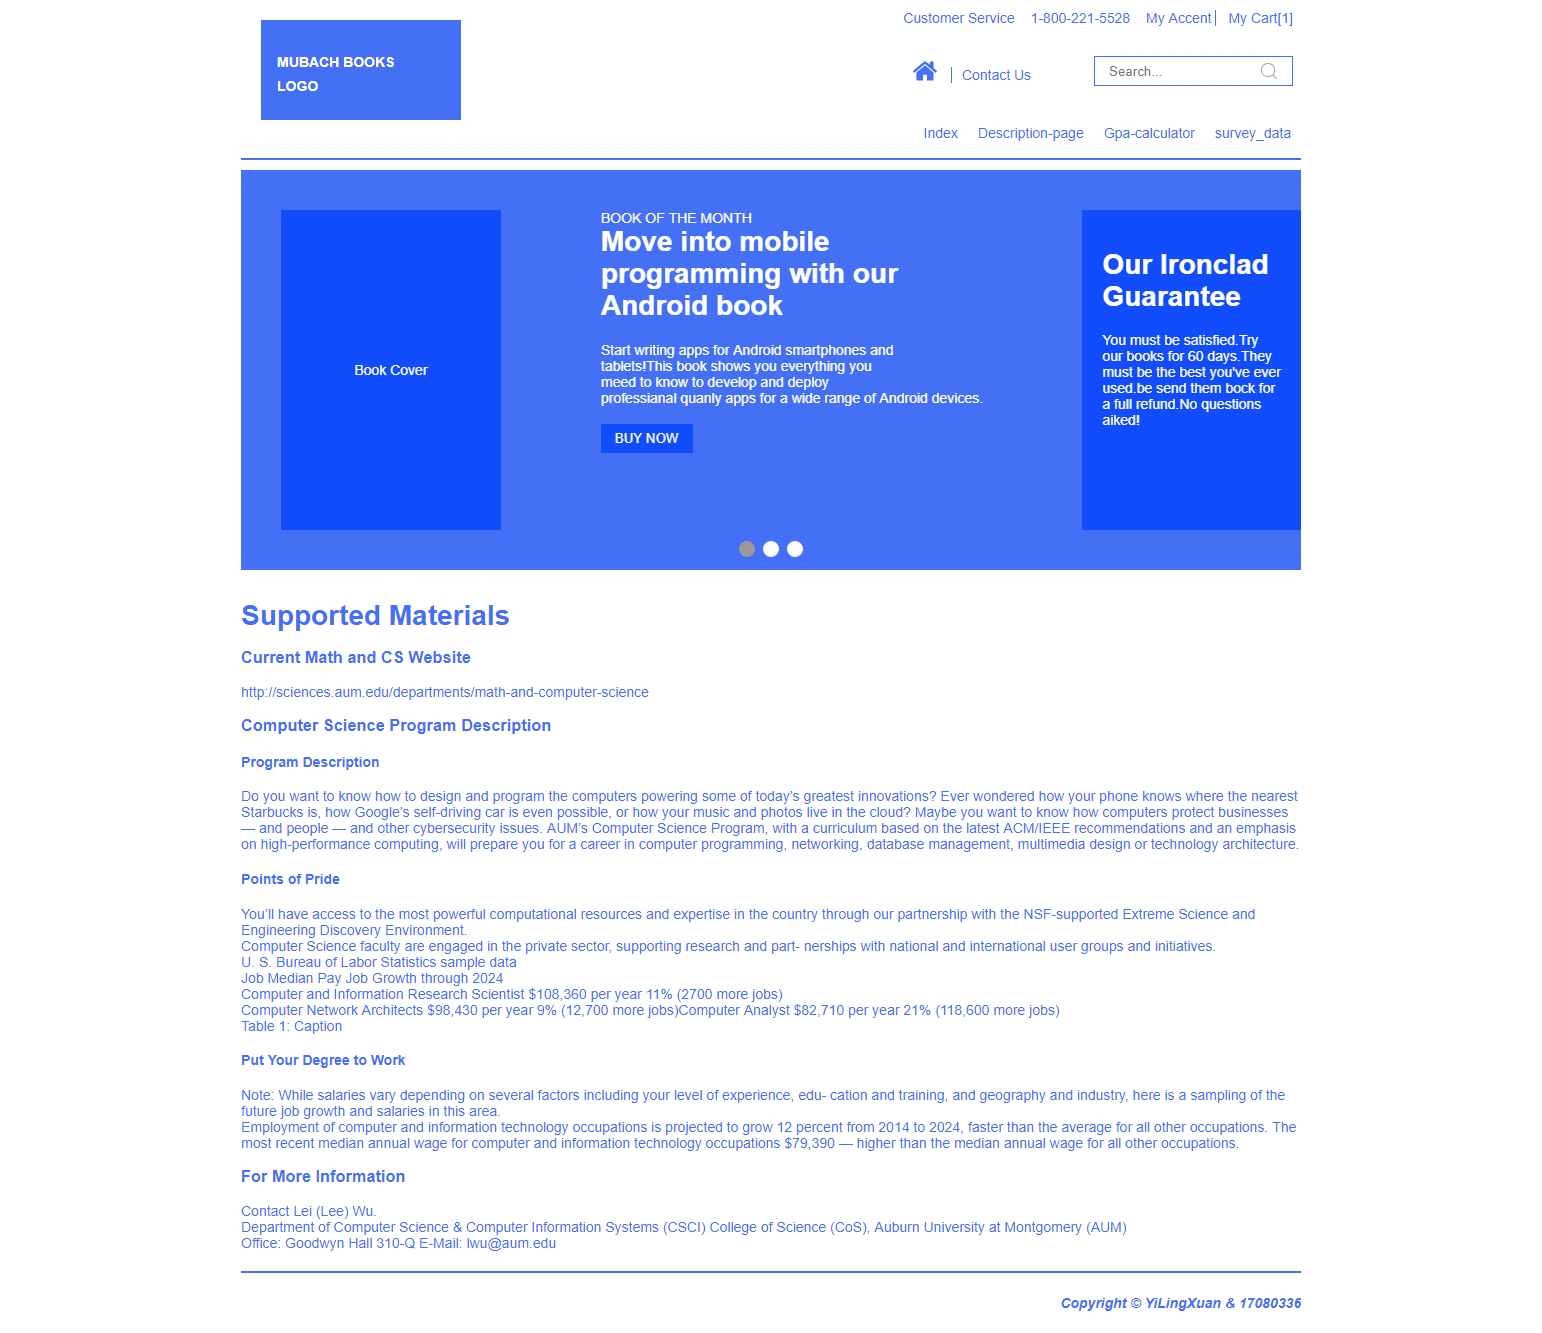 MUBACH BOOKS
LOGO
Customer Service 1-800-221-5528 My Accent My Cart[1]
Contact Us
Search...
Index Description-page Gpa-calculator survey_data
Book Cover
BOOK OF THE MONTH
Move into mobile
programming with our
Android book
Start writing apps for Android smartphones and
tablets!This book shows you everything you
meed to know to develop and deploy
professianal quanly apps for a wide range of Android devices.
BUY NOW
Our Ironclad
Guarantee
You must be satisfied.Try
our books for 60 days.They
must be the best you've ever
used.be send them bock for
a full refund.No questions
aiked!
Supported Materials
Current Math and CS Website
http://sciences.aum.edu/departments/math-and-computer-science
Computer Science Program Description
Program Description
Do you want to know how to design and program the computers powering some of today’s greatest innovations? Ever wondered how your phone knows where the nearest
Starbucks is, how Google’s self-driving car is even possible, or how your music and photos live in the cloud? Maybe you want to know how computers protect businesses
— and people — and other cybersecurity issues. AUM’s Computer Science Program, with a curriculum based on the latest ACM/IEEE recommendations and an emphasis
on high-performance computing, will prepare you for a career in computer programming, networking, database management, multimedia design or technology architecture.
Points of Pride
You’ll have access to the most powerful computational resources and expertise in the country through our partnership with the NSF-supported Extreme Science and
Engineering Discovery Environment.
Computer Science faculty are engaged in the private sector, supporting research and part- nerships with national and international user groups and initiatives.
U. S. Bureau of Labor Statistics sample data
Job Median Pay Job Growth through 2024
Computer and Information Research Scientist $108,360 per year 11% (2700 more jobs)
Computer Network Architects $98,430 per year 9% (12,700 more jobs)Computer Analyst $82,710 per year 21% (118,600 more jobs)
Table 1: Caption
Put Your Degree to Work
Note: While salaries vary depending on several factors including your level of experience, edu- cation and training, and geography and industry, here is a sampling of the
future job growth and salaries in this area.
Employment of computer and information technology occupations is projected to grow 12 percent from 2014 to 2024, faster than the average for all other occupations. The
most recent median annual wage for computer and information technology occupations $79,390 — higher than the median annual wage for all other occupations.
For More Information
Contact Lei (Lee) Wu.
Department of Computer Science & Computer Information Systems (CSCI) College of Science (CoS), Auburn University at Montgomery (AUM)
Office: Goodwyn Hall 310-Q E-Mail: lwu@aum.edu
Copyright © YiLingXuan & 17080336